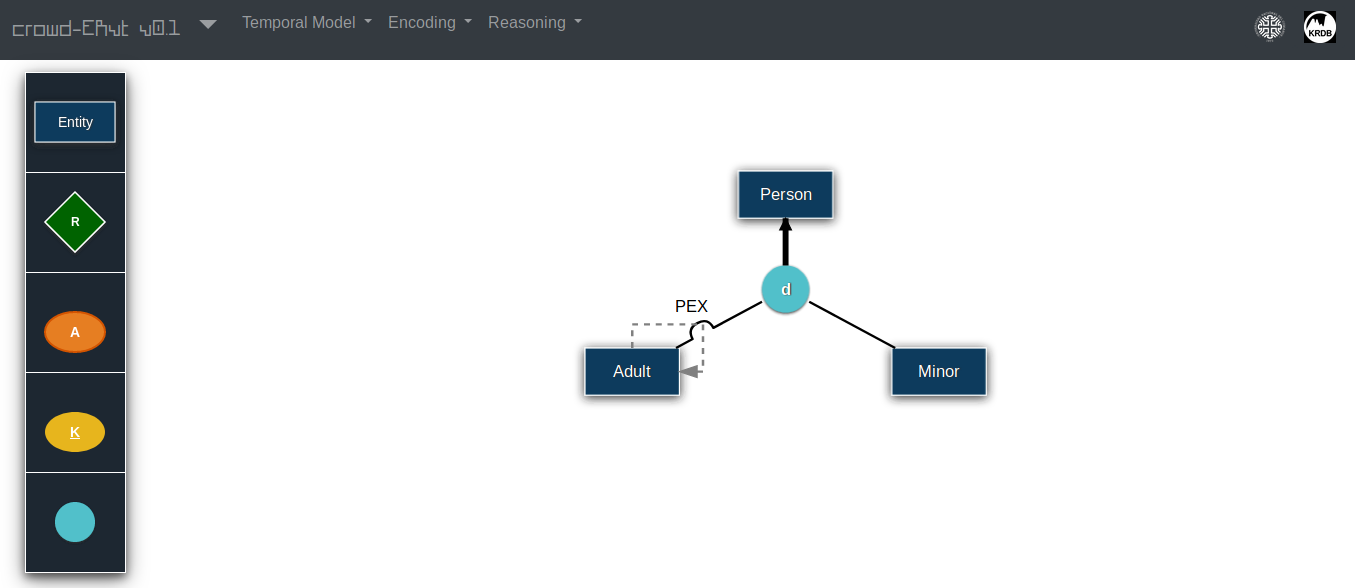 crowd-ERvt v0.1
Temporal Model Encoding Reasoning
KRDB
Entity
R
A
K
Person
d
PEX
Adult
Minor